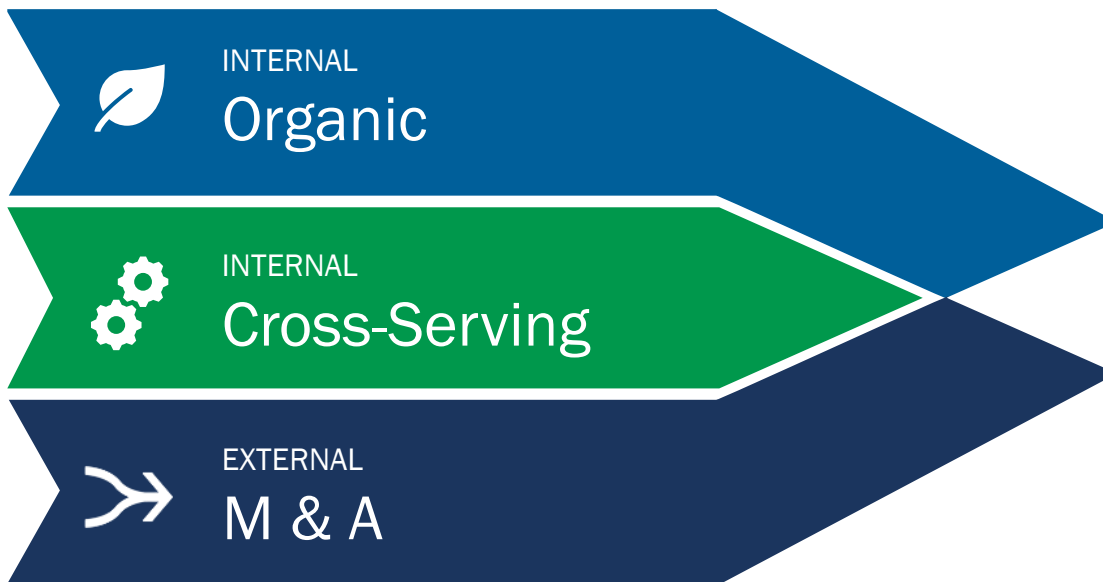 INTERNAL
Organic
INTERNAL
Cross-Serving
EXTERNAL
M & A